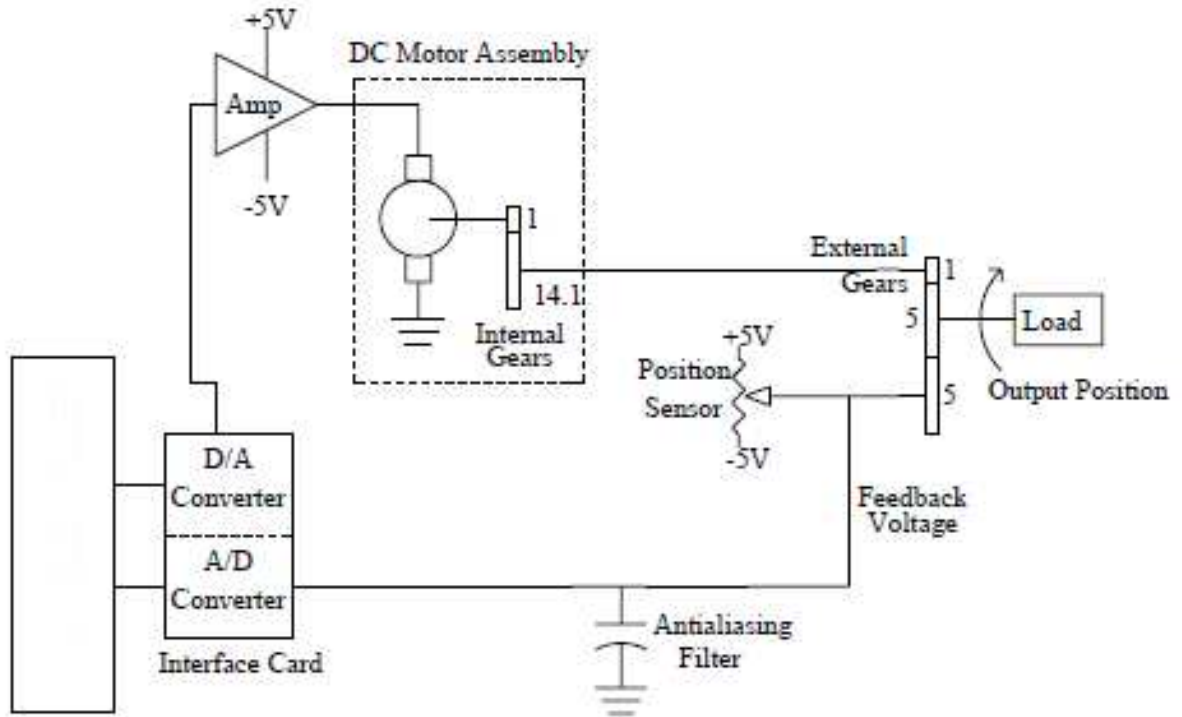 +5V
DC Motor Assembly
Amp
-5V
1
14.1
Internal
Gears
External
Gears
1
5
Load
+5V
Position
Sensor
5
Output Position
-5V
D/A
Converter
Feedback
Voltage
A/D
Converter
Antialiasing
Filter
Interface Card